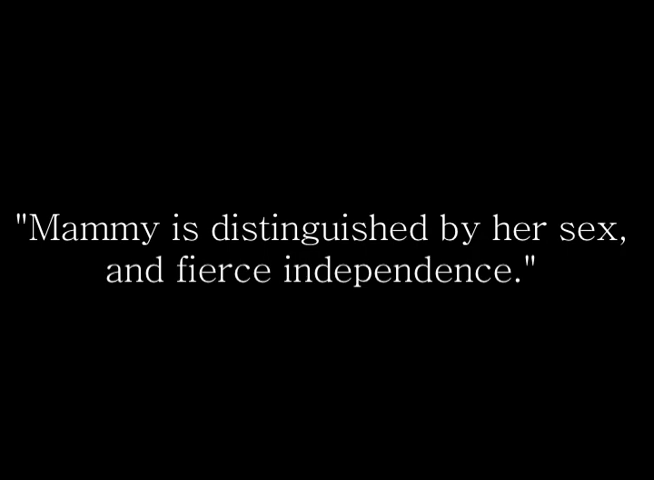 "Mammy is distinguished by her sex,
and fierce independence."